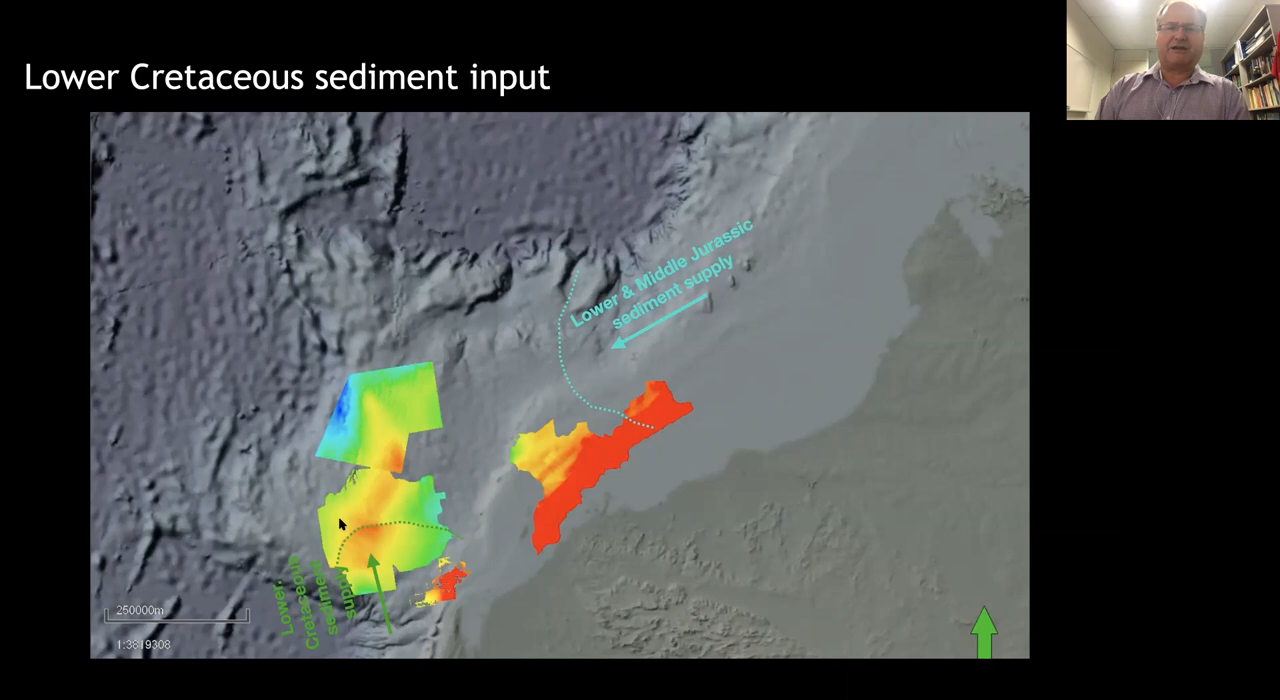 Lower Cretaceous sediment input
Lower & Middle Jurassic
sediment supply
Lower.
Cretaceous
sediment
supply
250000m
1:3819308